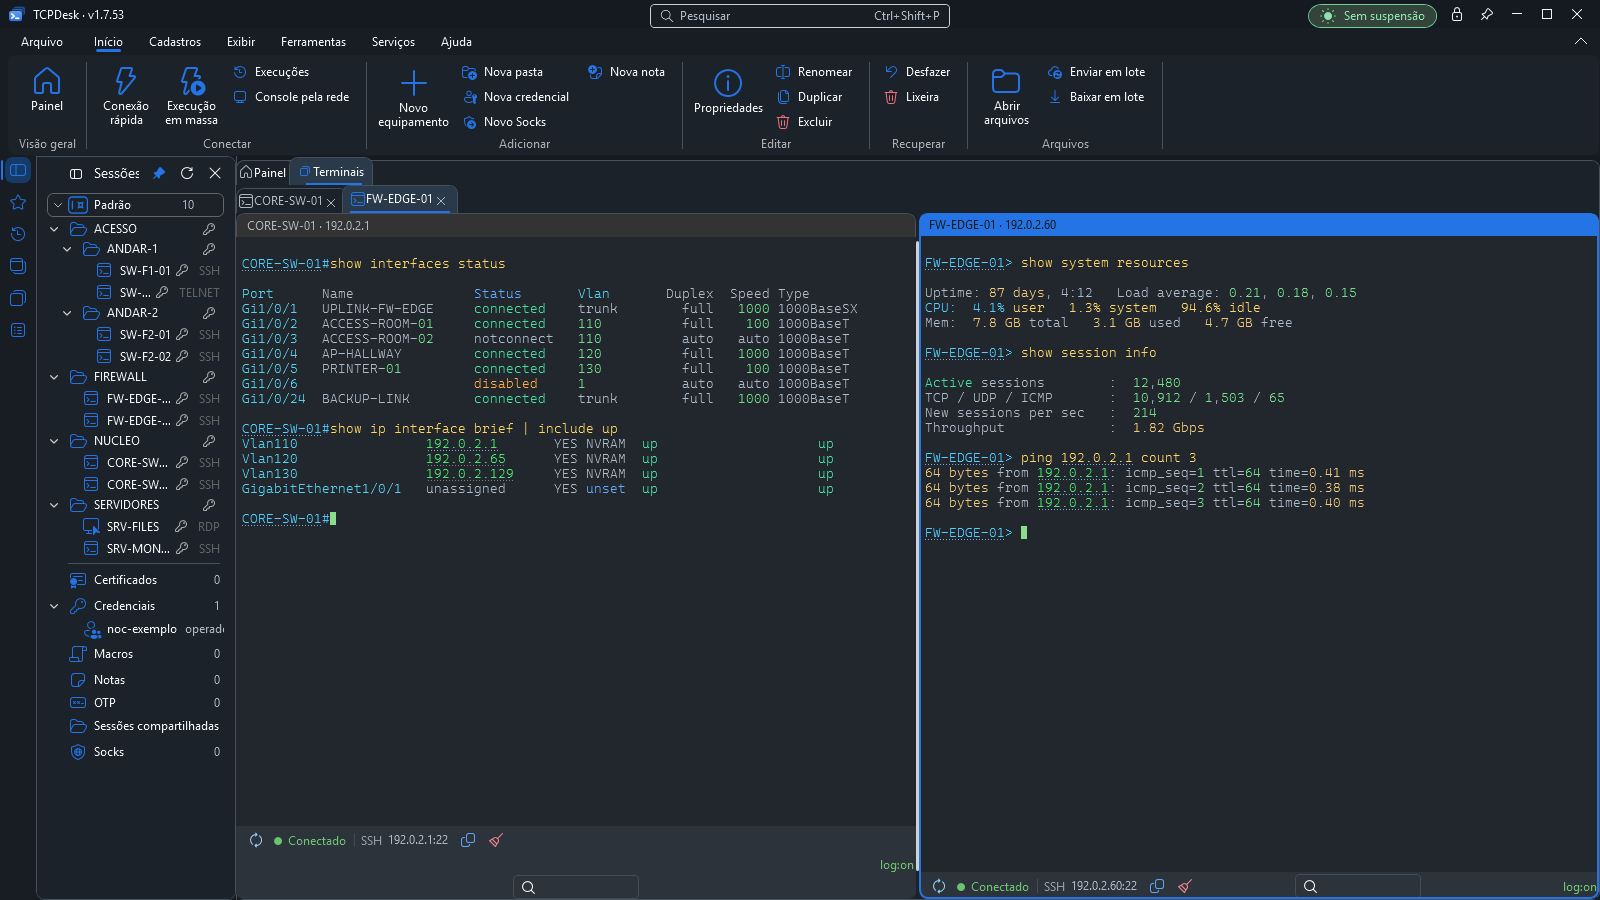 TCPDesk · v1.7.53
Pesquisar Ctrl+Shift+P
Sem suspensão
Arquivo Início Cadastros Exibir Ferramentas Serviços Ajuda
Painel
Visão geral
Conexão rápida
Execução em massa
Execuções
Console pela rede
Conectar
Novo equipamento
Nova pasta
Nova credencial
Novo Socks
Nova nota
Adicionar
Propriedades
Renomear
Duplicar
Excluir
Editar
Desfazer
Lixeira
Recuperar
Abrir arquivos
Enviar em lote
Baixar em lote
Arquivos
Sessões
Padrão 10
ACESSO
ANDAR-1
SW-F1-01 SSH
SW-... TELNET
ANDAR-2
SW-F2-01 SSH
SW-F2-02 SSH
FIREWALL
FW-EDGE-... SSH
FW-EDGE-... SSH
NUCLEO
CORE-SW... SSH
CORE-SW... SSH
SERVIDORES
SRV-FILES RDP
SRV-MON... SSH
Certificados 0
Credenciais 1
noc-exemplo operad
Macros 0
Notas 0
OTP 0
Sessões compartilhadas
Socks 0
Painel Terminais
CORE-SW-01 FW-EDGE-01
CORE-SW-01 · 192.0.2.1
CORE-SW-01#show interfaces status
Port Name Status Vlan Duplex Speed Type
Gi1/0/1 UPLINK-FW-EDGE connected trunk full 1000 1000BaseSX
Gi1/0/2 ACCESS-ROOM-01 connected 110 full 100 1000BaseT
Gi1/0/3 ACCESS-ROOM-02 notconnect 110 auto auto 1000BaseT
Gi1/0/4 AP-HALLWAY connected 120 full 1000 1000BaseT
Gi1/0/5 PRINTER-01 connected 130 full 100 1000BaseT
Gi1/0/6 disabled 1 auto auto 1000BaseT
Gi1/0/24 BACKUP-LINK connected trunk full 1000 1000BaseT
CORE-SW-01#show ip interface brief | include up
Vlan110 192.0.2.1 YES NVRAM up up
Vlan120 192.0.2.65 YES NVRAM up up
Vlan130 192.0.2.129 YES NVRAM up up
GigabitEthernet1/0/1 unassigned YES unset up up
CORE-SW-01#
Conectado SSH 192.0.2.1:22
log:on
FW-EDGE-01 · 192.0.2.60
FW-EDGE-01> show system resources
Uptime: 87 days, 4:12 Load average: 0.21, 0.18, 0.15
CPU: 4.1% user 1.3% system 94.6% idle
Mem: 7.8 GB total 3.1 GB used 4.7 GB free
FW-EDGE-01> show session info
Active sessions : 12,480
TCP / UDP / ICMP : 10,912 / 1,503 / 65
New sessions per sec : 214
Throughput : 1.82 Gbps
FW-EDGE-01> ping 192.0.2.1 count 3
64 bytes from 192.0.2.1: icmp_seq=1 ttl=64 time=0.41 ms
64 bytes from 192.0.2.1: icmp_seq=2 ttl=64 time=0.38 ms
64 bytes from 192.0.2.1: icmp_seq=3 ttl=64 time=0.40 ms
FW-EDGE-01>
Conectado SSH 192.0.2.60:22
log:on